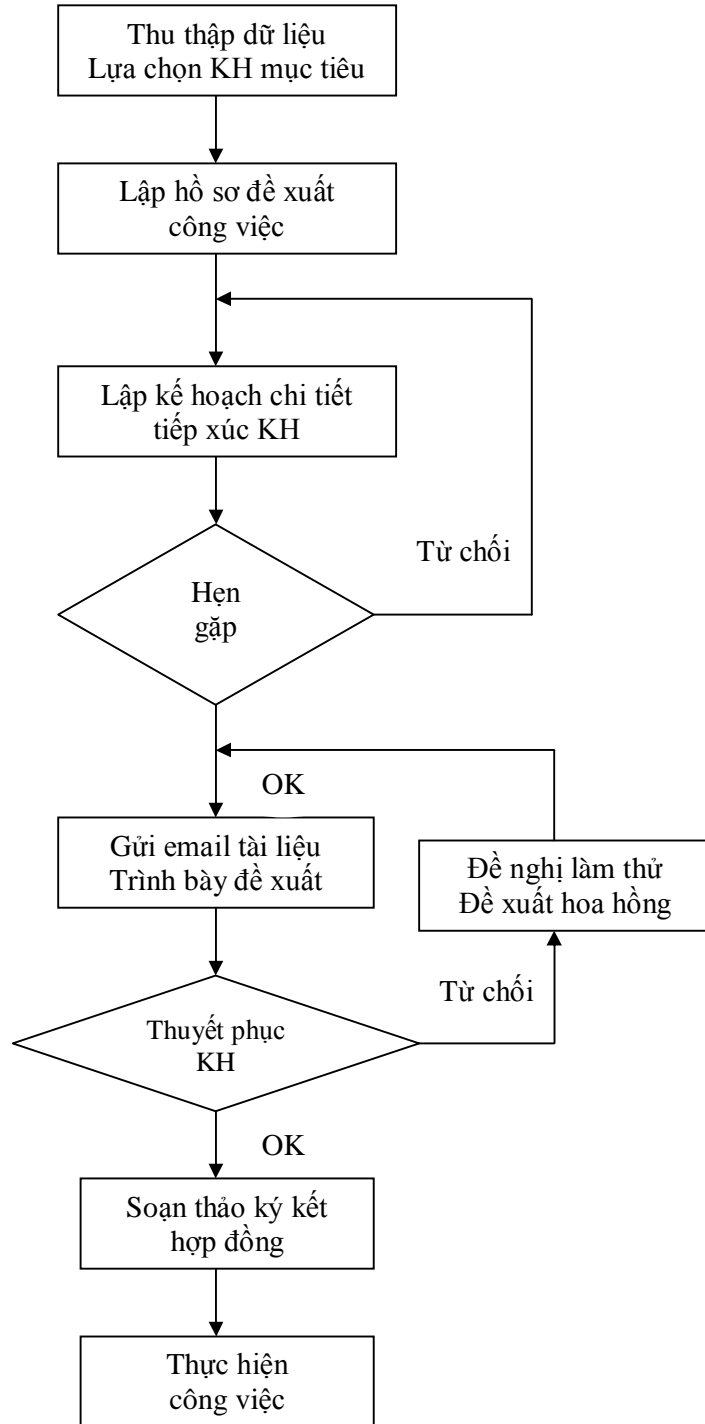 Thu thập dữ liệu
Lựa chọn KH mục tiêu
Lập hồ sơ đề xuất
công việc
Lập kế hoạch chi tiết
tiếp xúc KH
Từ chối
Hẹn
gặp
OK
Gửi email tài liệu
Trình bày đề xuất
Đề nghị làm thử
Đề xuất hoa hồng
Từ chối
Thuyết phục
KH
OK
Soạn thảo ký kết
hợp đồng
Thực hiện
công việc